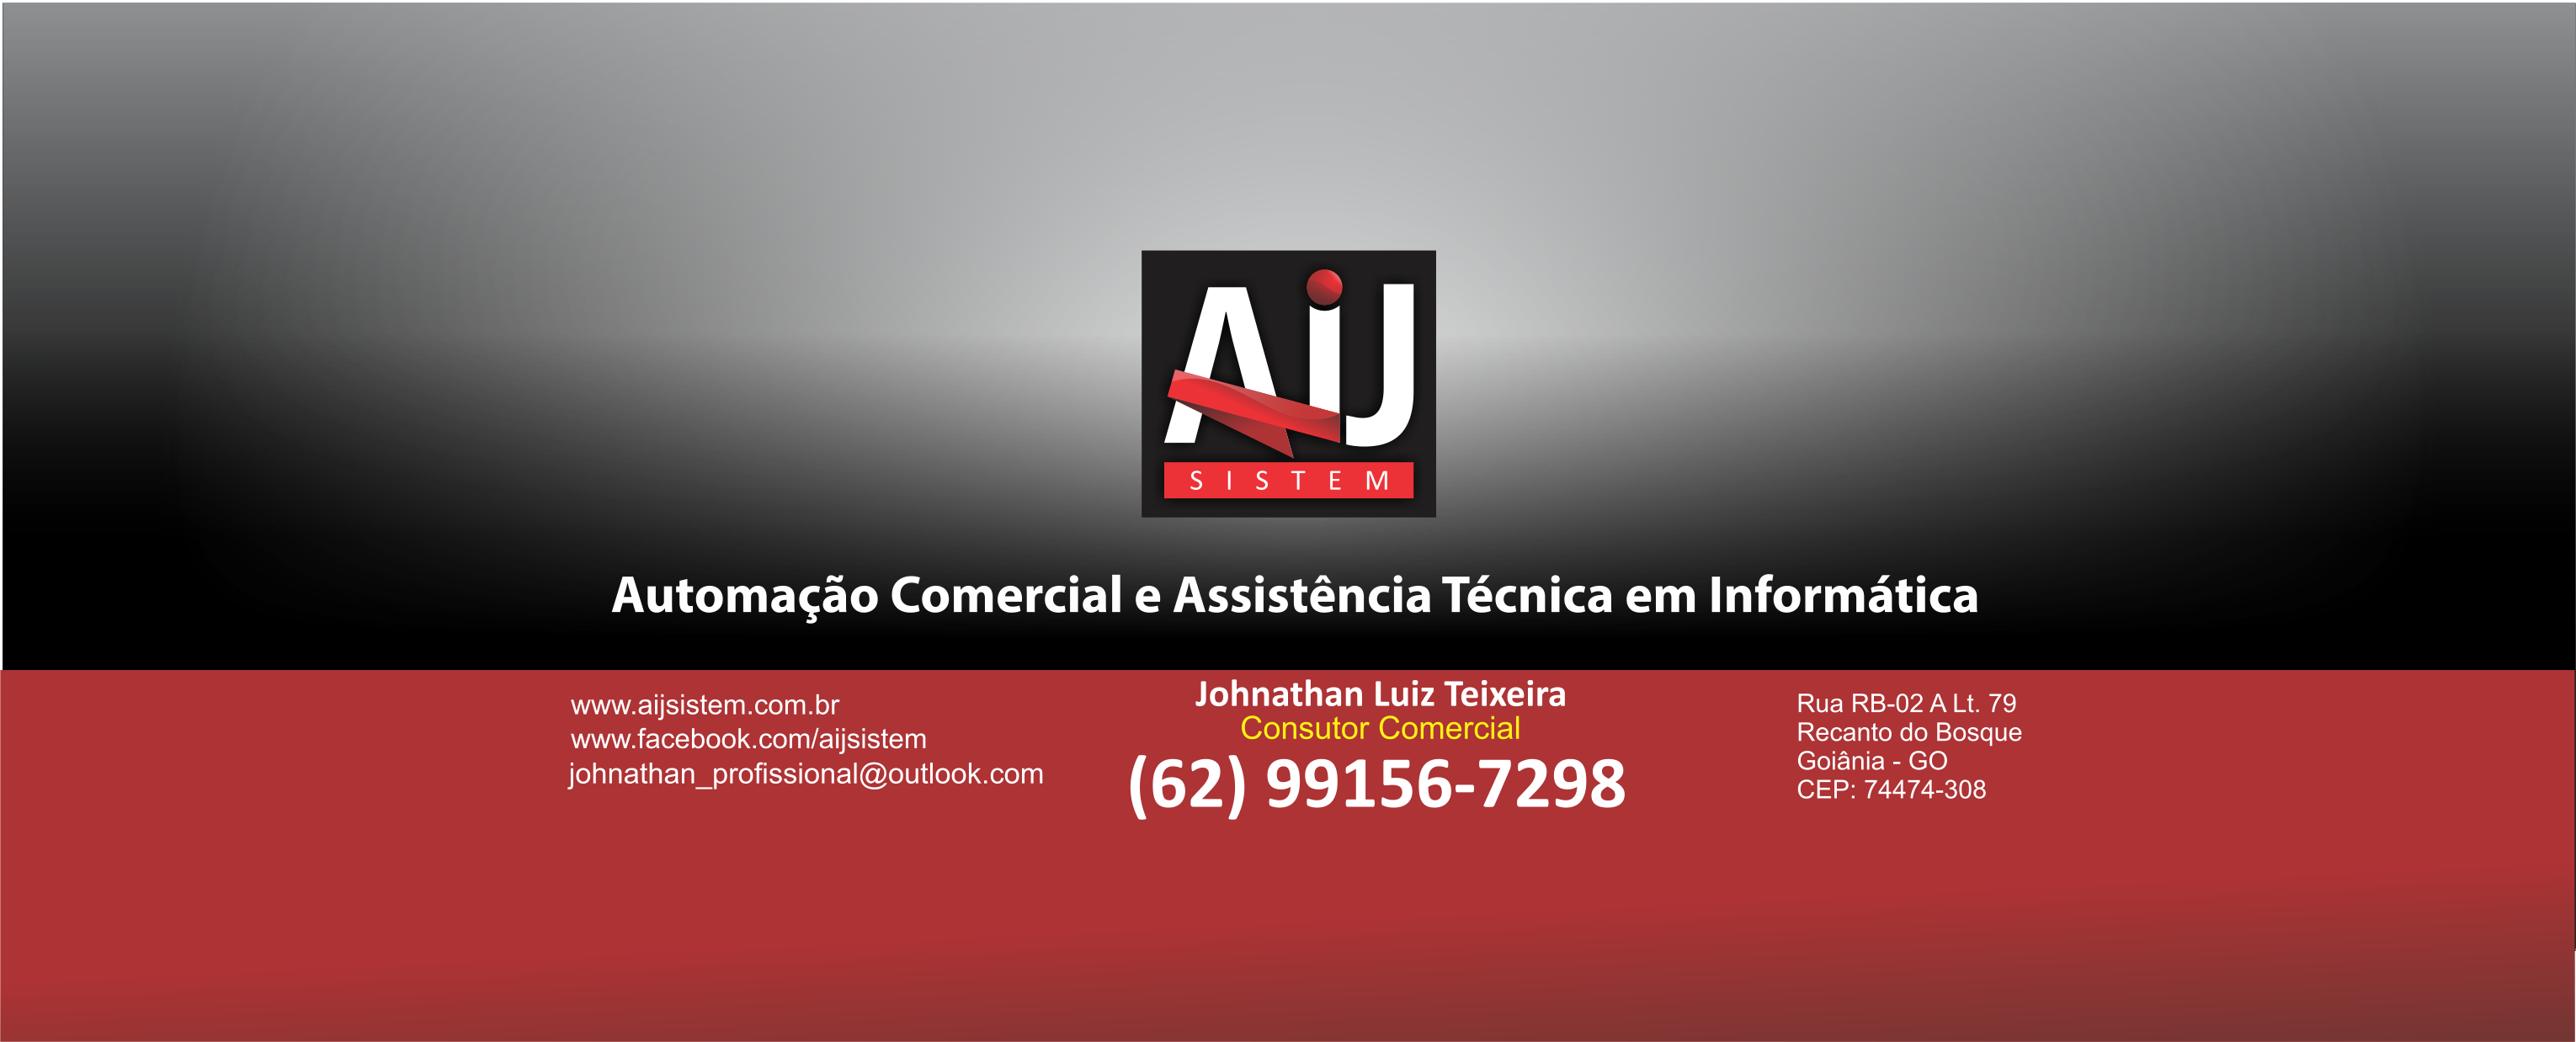 AiJ
SISTEM
Automação Comercial e Assistência Técnica em Informática
www.aijsistem.com.br
www.facebook.com/aijsistem
johnathan_profissional@outlook.com
Johnathan Luiz Teixeira
Consutor Comercial
(62) 99156-7298
Rua RB-02 A Lt. 79
Recanto do Bosque
Goiânia - GO
CEP: 74474-308